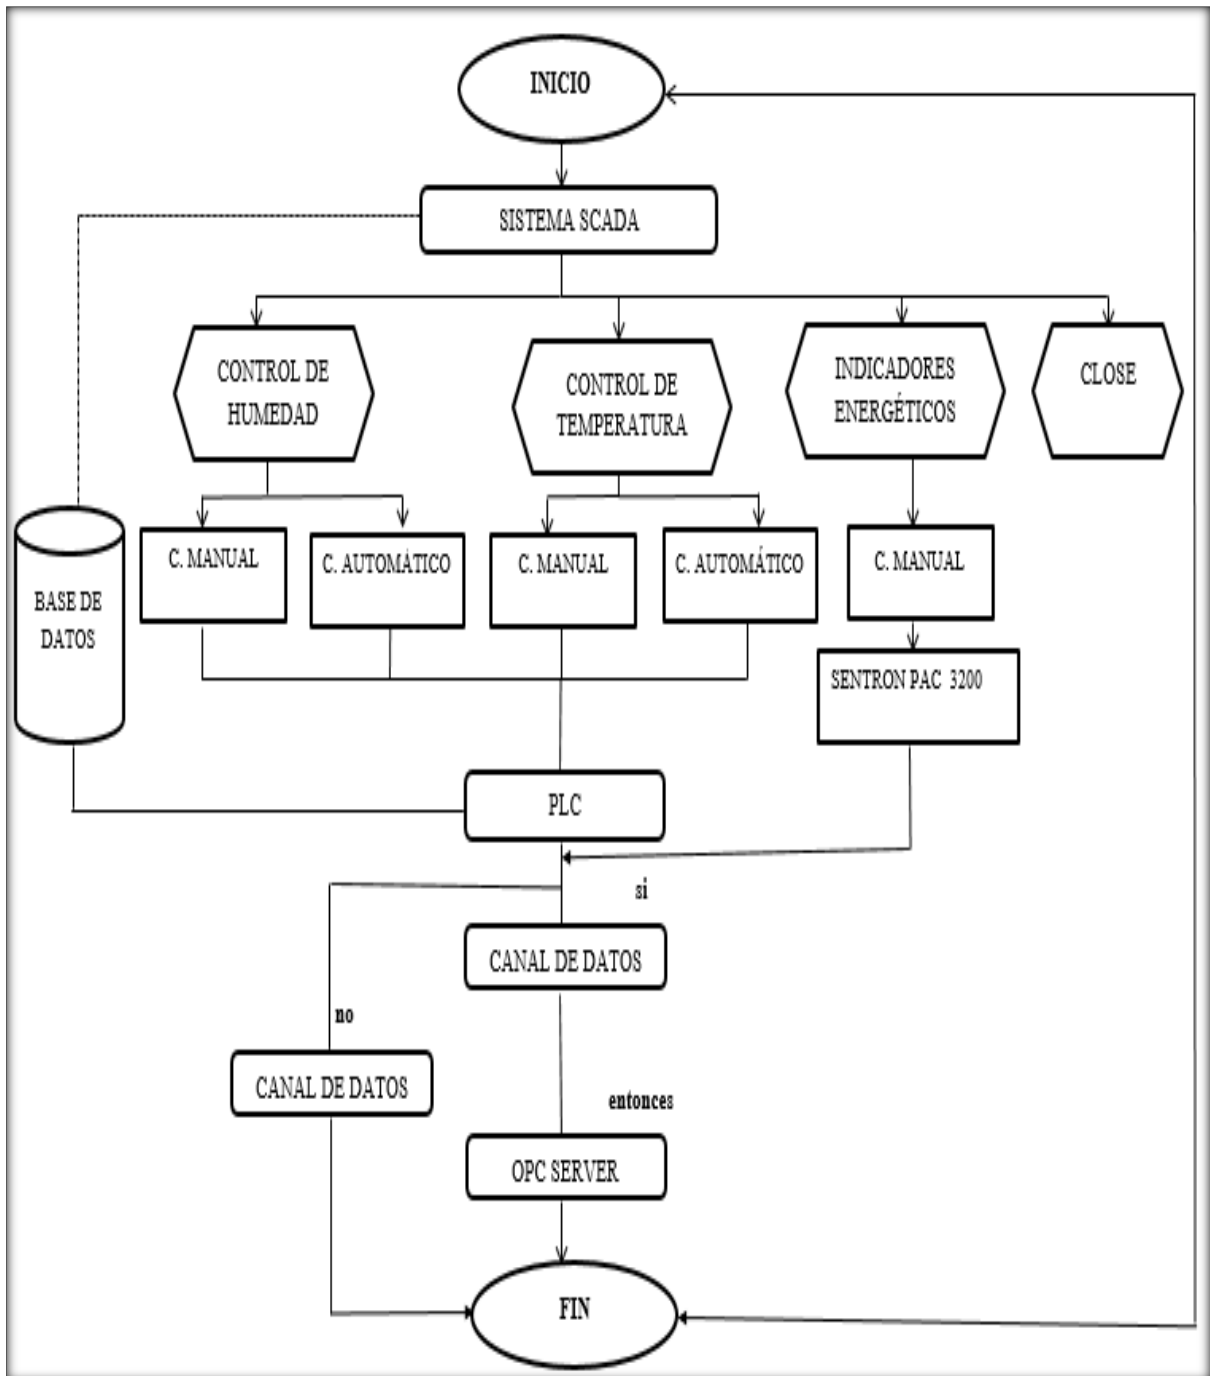 INICIO
SISTEMA SCADA
CONTROL DE
HUMEDAD
CONTROL DE
TEMPERATURA
INDICADORES
ENERGÉTICOS
CLOSE
BASE DE
DATOS
C. MANUAL
C. AUTOMÁTICO
C. MANUAL
C. AUTOMÁTICO
C. MANUAL
SENTRON PAC 3200
PLC
si
CANAL DE DATOS
no
CANAL DE DATOS
entonces
OPC SERVER
FIN